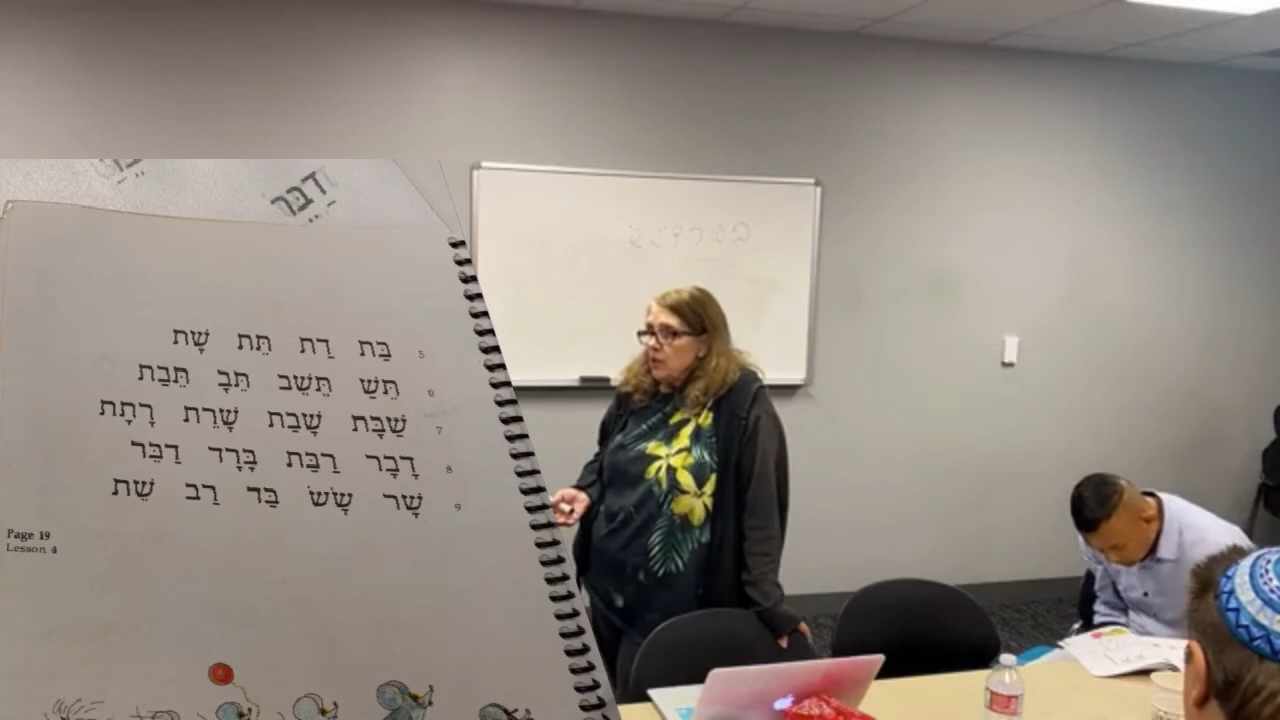 דַבֵּר
בַּת דַת תֵּת שָׁת 5
תֵּשַׁ תֵּשֵׁב תֵּבָ תֵּבַת 6
שַׁבָּת שָׁבַת שָׁרֵת רָתָת 7
דָבָר רַבַּת בָּרָד דַבֵּר 8
שָׁר שָׂשׂ בַּד רַב שֵׁת 9
Page 19
Lesson 4